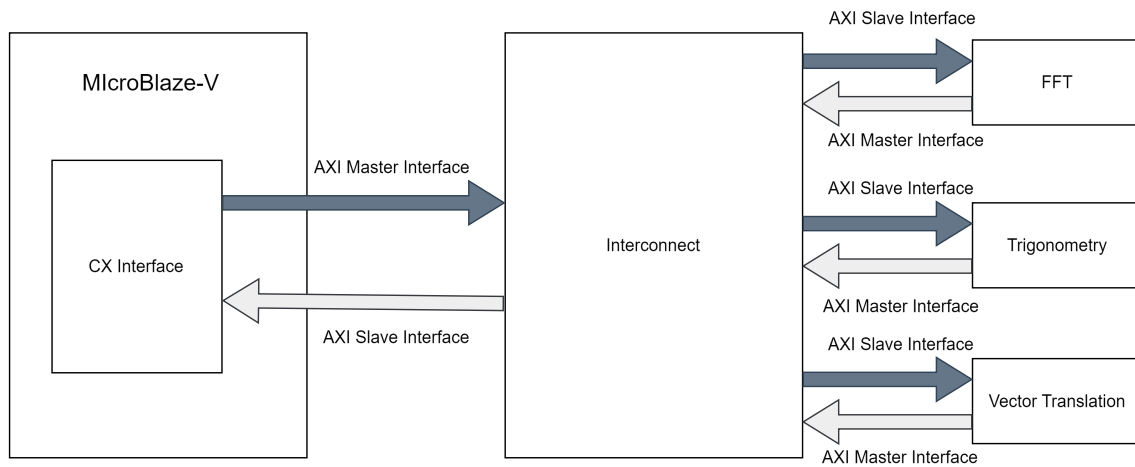 MIcroBlaze-V
CX Interface
AXI Master Interface
AXI Slave Interface
Interconnect
AXI Slave Interface
FFT
AXI Master Interface
AXI Slave Interface
Trigonometry
AXI Master Interface
AXI Slave Interface
Vector Translation
AXI Master Interface